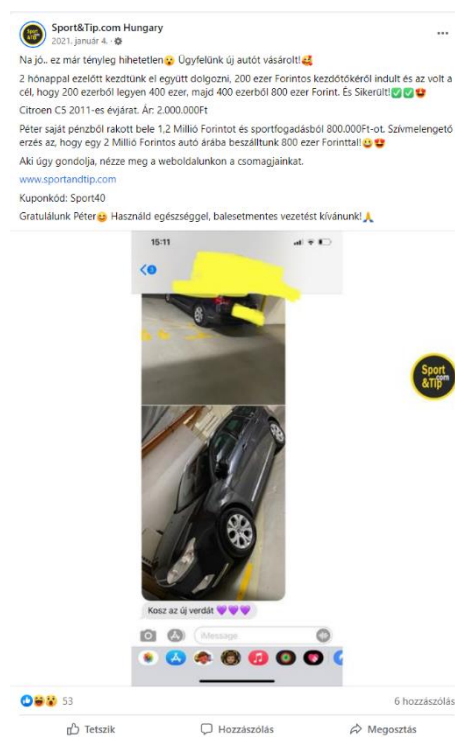 Sport&Tip.com Hungary
2021. január 4. ·
Na jó.. ez már tényleg hihetetlen😮 Ügyfelünk új autót vásárolt!🥰
2 hónappal ezelőtt kezdtünk el együtt dolgozni, 200 ezer Forintos kezdőtőkéről indult és az volt a
cél, hogy 200 ezerből legyen 400 ezer, majd 400 ezerből 800 ezer Forint. És Sikerült!✅✅🤩
Citroen C5 2011-es évjárat. Ár: 2.000.000Ft
Péter saját pénzből rakott bele 1.2 Millió Forintot és sportfogadásból 800.000Ft-ot. Szívmelengető
érzés az, hogy egy 2 Millió Forintos autó árába beszálltunk 800 ezer Forinttal!😃🤩
Aki úgy gondolja, nézze meg a weboldalunkon a csomagjainkat.
www.sportandtip.com
Kuponkód: Sport40
Gratulálunk Péter😊 Használd egészséggel, balesetmentes vezetést kívánunk!🙏
15:11
Sport
.com
&Tip
Kosz az új verdát 💜💜💜
iMessage
53
6 hozzászólás
Tetszik
Hozzászólás
Megosztás